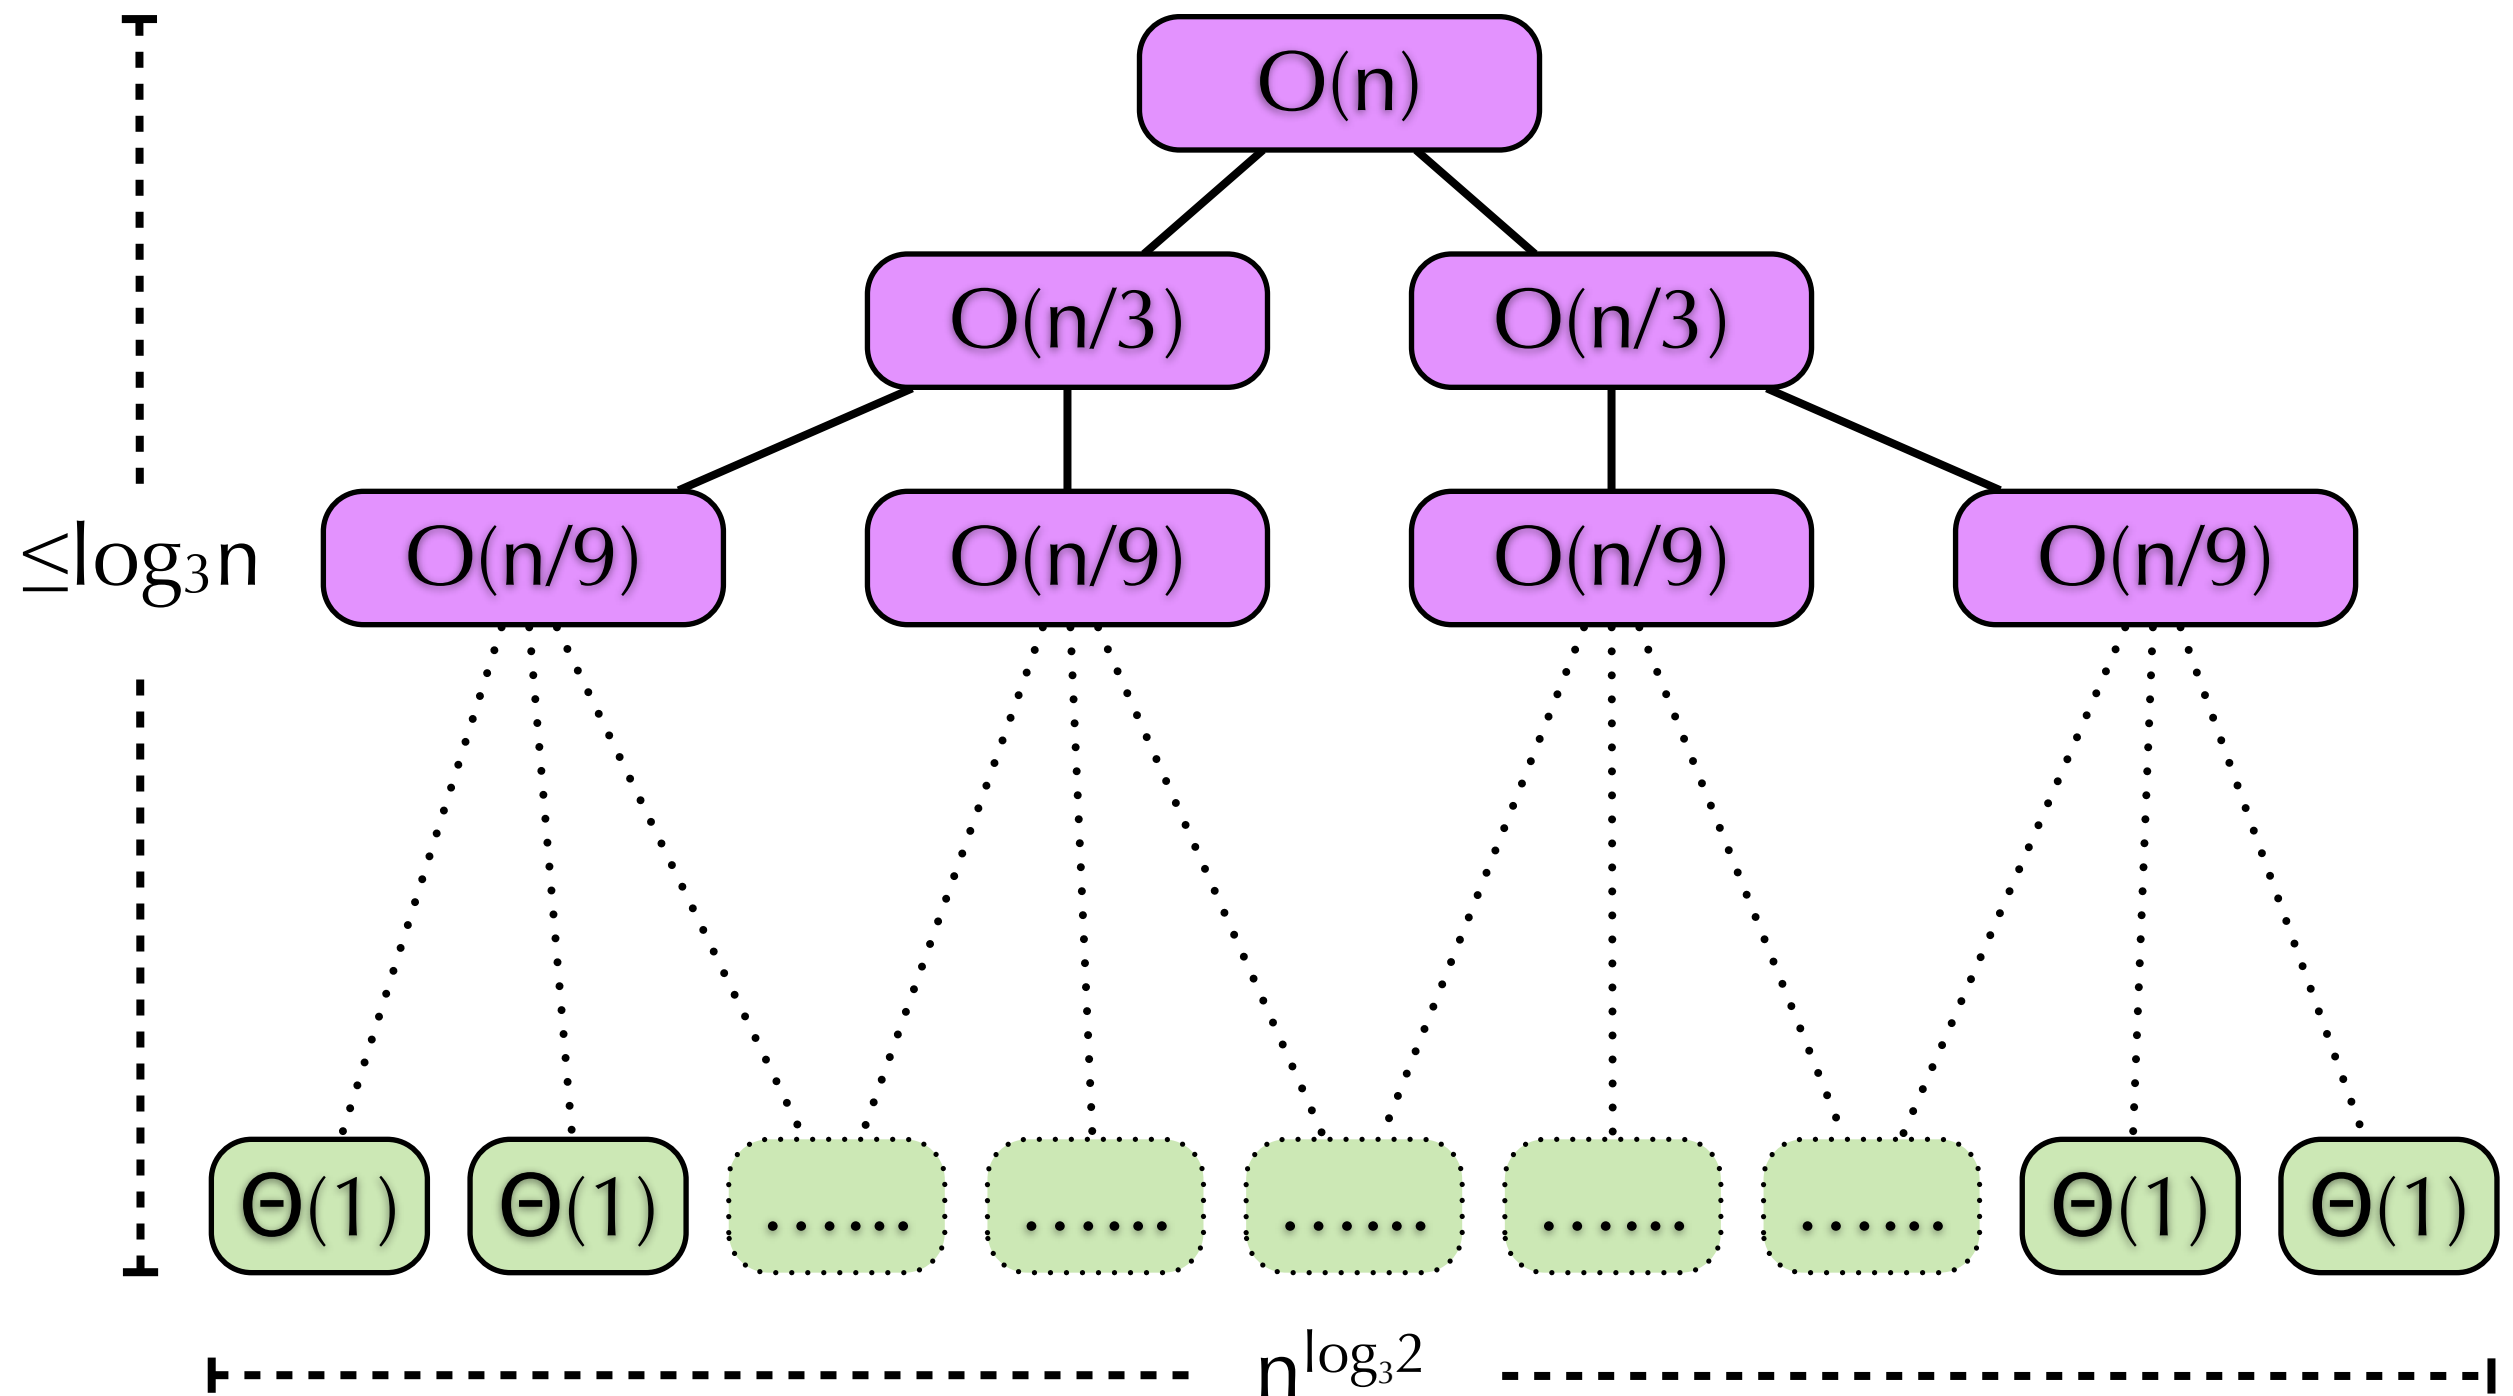 O(n)
O(n/3) O(n/3)
≤log₃n O(n/9) O(n/9) O(n/9) O(n/9)
Θ(1) Θ(1) ...... ...... ...... ...... ...... Θ(1) Θ(1)
n^log₃2